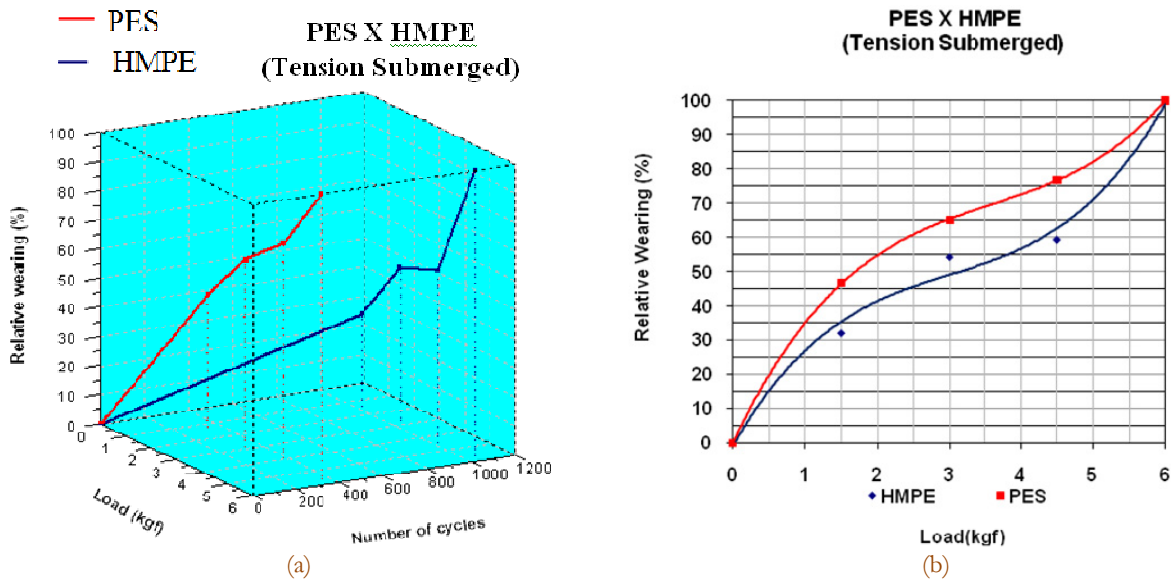 PES
HMPE
PES X HMPE
(Tension Submerged)
100
90
80
70
60
50
40
30
20
10
0
Relative wearing (%)
0
1
2
3
4
5
6
Load (kgf)
0
200
400
600
800
1000
1200
Number of cycles
(a)
PES X HMPE
(Tension Submerged)
100
90
80
70
60
50
40
30
20
10
0
Relative Wearing (%)
0 1 2 3 4 5 6
HMPE PES
Load(kgf)
(b)